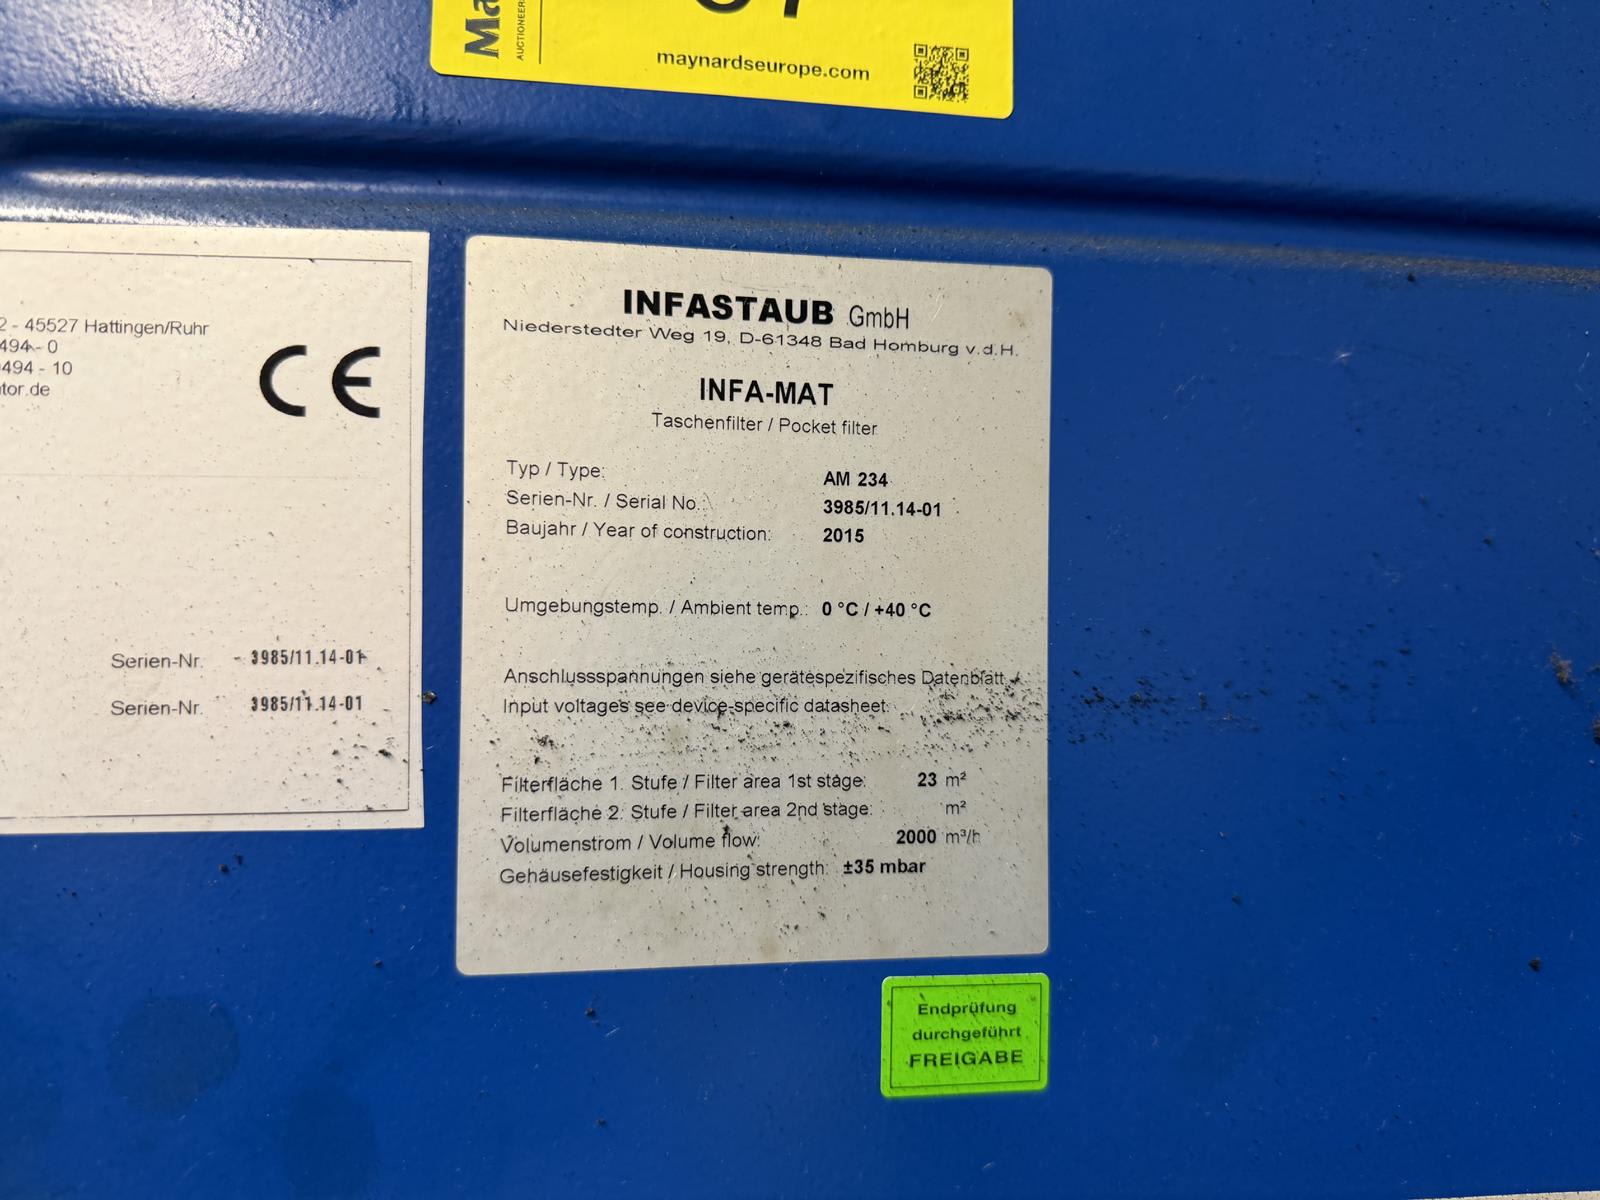 AUCTIONEERS
maynardseurope.com
2 - 45527 Hattingen/Ruhr
494 - 0
494 - 10
tor.de
CE
Serien-Nr. 3985/11.14-01
Serien-Nr. 3985/11.14-01
INFASTAUB GmbH
Niederstedter Weg 19, D-61348 Bad Homburg v.d.H.
INFA-MAT
Taschenfilter / Pocket filter
Typ / Type: AM 234
Serien-Nr. / Serial No.: 3985/11.14-01
Baujahr / Year of construction: 2015
Umgebungstemp. / Ambient temp.: 0 °C / +40 °C
Anschlussspannungen siehe gerätespezifisches Datenblatt /
Input voltages see device-specific datasheet.
Filterfläche 1. Stufe / Filter area 1st stage: 23 m²
Filterfläche 2. Stufe / Filter area 2nd stage: m²
Volumenstrom / Volume flow: 2000 m³/h
Gehäusefestigkeit / Housing strength: ±35 mbar
Endprüfung
durchgeführt
FREIGABE